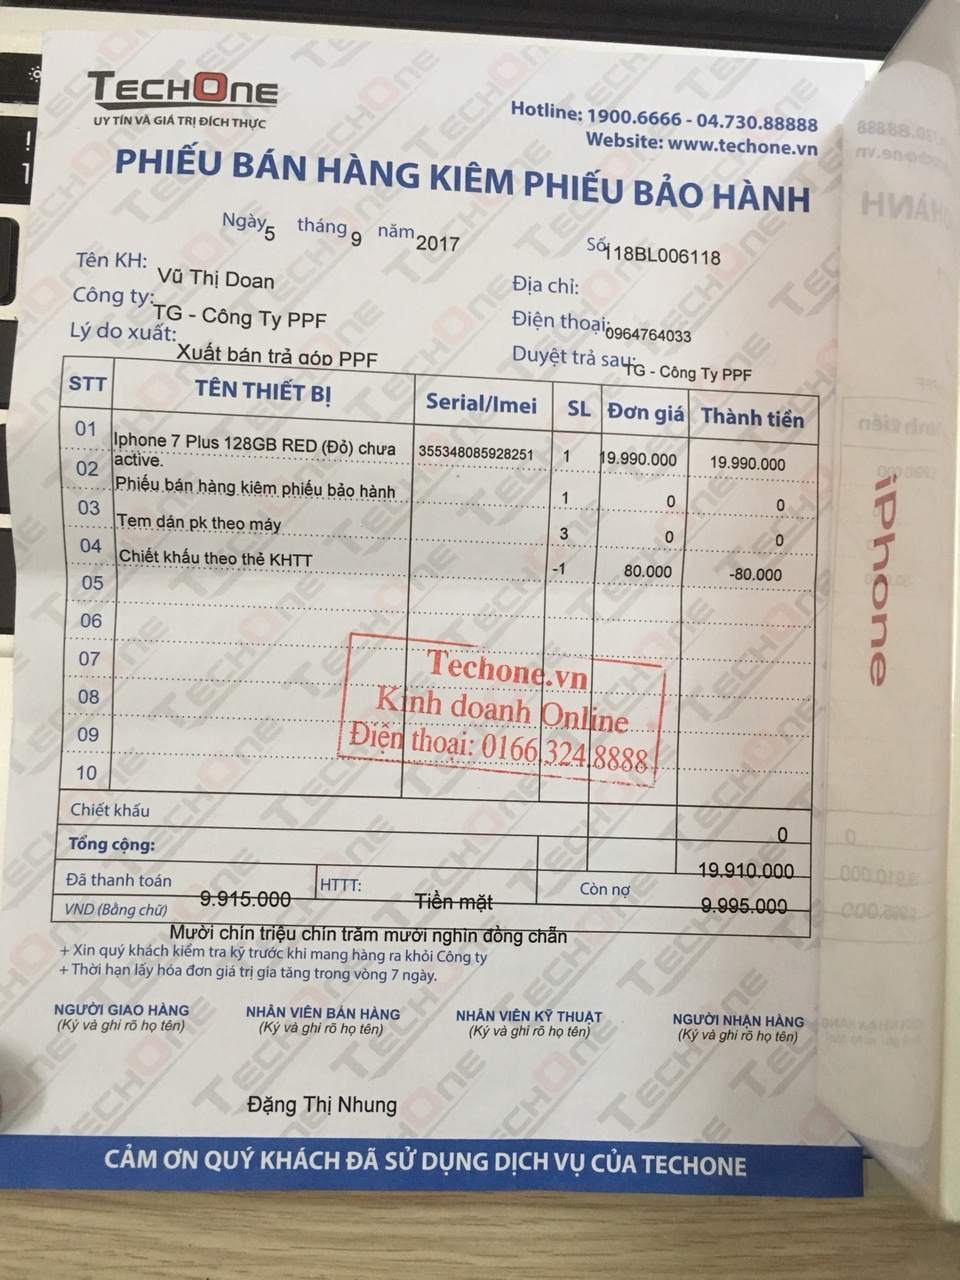 TECHONE
UY TÍN VÀ GIÁ TRỊ ĐÍCH THỰC
Hotline: 1900.6666 - 04.730.88888
Website: www.techone.vn
PHIẾU BÁN HÀNG KIÊM PHIẾU BẢO HÀNH
Ngày 5 tháng 9 năm 2017
Số 118BL006118
Tên KH: Vũ Thị Doan
Địa chỉ:
Công ty: TG - Công Ty PPF
Điện thoại: 0964764033
Lý do xuất: Xuất bán trả góp PPF
Duyệt trả sau: TG - Công Ty PPF
STT TÊN THIẾT BỊ Serial/Imei SL Đơn giá Thành tiền
01 Iphone 7 Plus 128GB RED (Đỏ) chưa active. 355348085928251 1 19.990.000 19.990.000
02 Phiếu bán hàng kiêm phiếu bảo hành 1 0 0
03 Tem dán pk theo máy 3 0 0
04 Chiết khấu theo thẻ KHTT -1 80.000 -80.000
05
06
07
08
09
10
Techone.vn
Kinh doanh Online
Điện thoại: 0166.324.8888
Chiết khấu 0
Tổng cộng: 19.910.000
Đã thanh toán 9.915.000 HTTT: Tiền mặt Còn nợ 9.995.000
VND (Bằng chữ) Mười chín triệu chín trăm mười nghìn đồng chẵn
+ Xin quý khách kiểm tra kỹ trước khi mang hàng ra khỏi Công ty
+ Thời hạn lấy hóa đơn giá trị gía tăng trong vòng 7 ngày.
NGƯỜI GIAO HÀNG NHÂN VIÊN BÁN HÀNG NHÂN VIÊN KỸ THUẬT NGƯỜI NHẬN HÀNG
(Ký và ghi rõ họ tên) (Ký và ghi rõ họ tên) (Ký và ghi rõ họ tên) (Ký và ghi rõ họ tên)
Đặng Thị Nhung
CẢM ƠN QUÝ KHÁCH ĐÃ SỬ DỤNG DỊCH VỤ CỦA TECHONE
iPhone